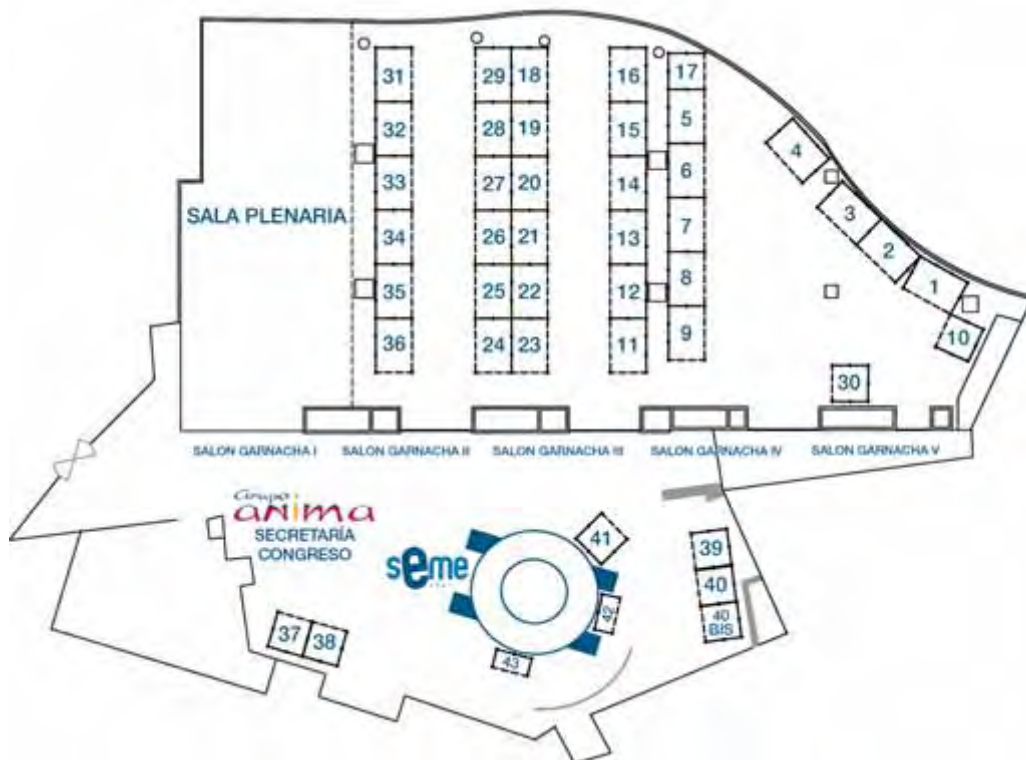 31 29 18 16 17
32 28 19 15 5
33 27 20 14 6
34 26 21 13 7
35 25 22 12 8
36 24 23 11 9
4
3
2
1
10
30
SALA PLENARIA
SALON GARNACHA I SALON GARNACHA II SALON GARNACHA III SALON GARNACHA IV SALON GARNACHA V
Grupo
anima
SECRETARÍA
CONGRESO
seme
41
42
43
39
40
40
BIS
37 38